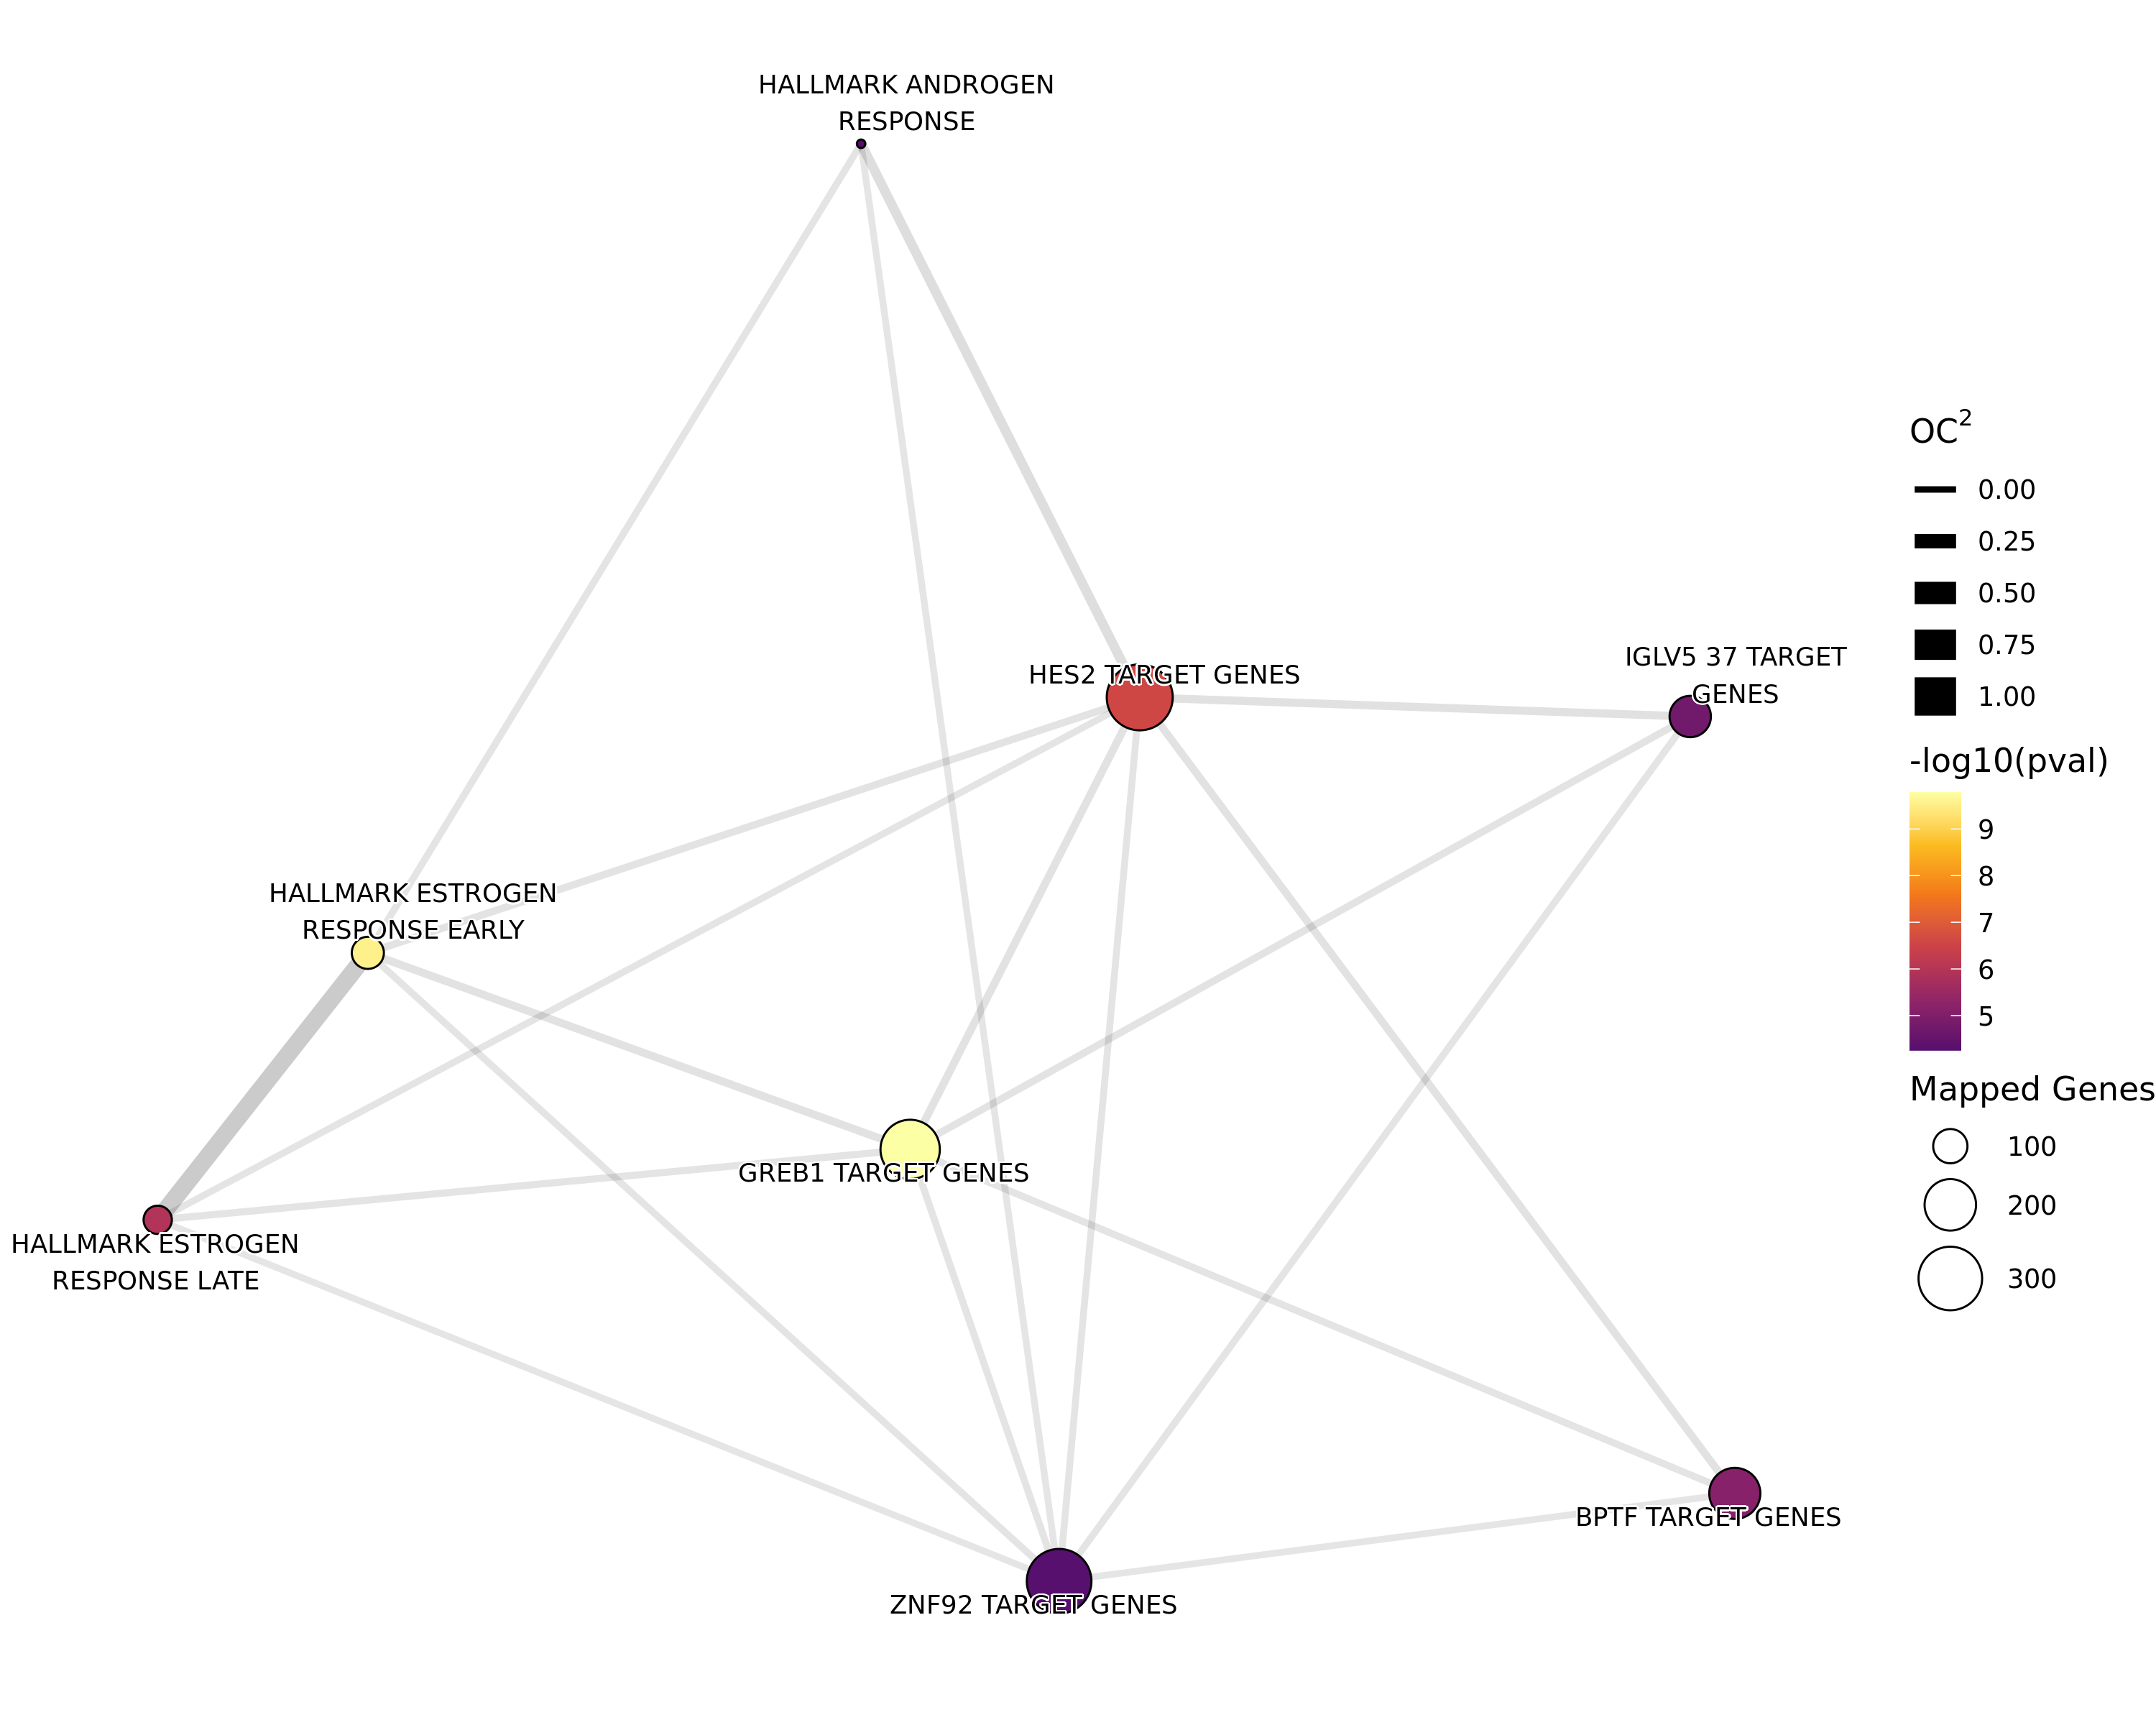 HALLMARK ANDROGEN
RESPONSE
HES2 TARGET GENES
IGLV5 37 TARGET
GENES
HALLMARK ESTROGEN
RESPONSE EARLY
GREB1 TARGET GENES
HALLMARK ESTROGEN
RESPONSE LATE
BPTF TARGET GENES
ZNF92 TARGET GENES
OC²
0.00
0.25
0.50
0.75
1.00
-log10(pval)
9
8
7
6
5
Mapped Genes
100
200
300